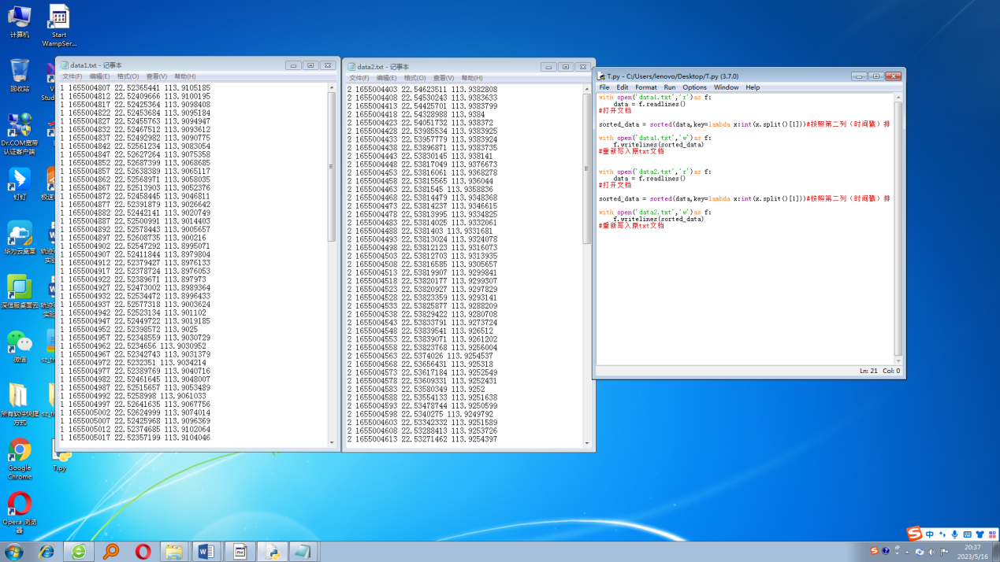 计算机
Start
WampSer...
回收站
V
Stud
Dr.COM宽带
认证客户端
钉钉
极速
华为云桌面
轨迹
实验
深信服桌面云
轨迹
实验
微信
sz_tr
所有软件快捷
方式
sz_t
Google
Chrome
T.py
Opera 浏览
器
data1.txt - 记事本
文件(F) 编辑(E) 格式(O) 查看(V) 帮助(H)
1 1655004807 22.52365441 113.9105185
1 1655004812 22.52409666 113.9100195
1 1655004817 22.52425364 113.9098408
1 1655004822 22.52453684 113.9095184
1 1655004827 22.52455763 113.9094947
1 1655004832 22.52467512 113.9093612
1 1655004837 22.52492982 113.9090775
1 1655004842 22.52561234 113.9083054
1 1655004847 22.52627264 113.9075358
1 1655004852 22.52687399 113.9068685
1 1655004857 22.52638389 113.9065117
1 1655004862 22.52568971 113.9058035
1 1655004867 22.52513903 113.9052376
1 1655004872 22.52458445 113.9046811
1 1655004877 22.52391879 113.9026642
1 1655004882 22.52442141 113.9020749
1 1655004887 22.52500991 113.9014403
1 1655004892 22.52578443 113.9005657
1 1655004897 22.52608735 113.900216
1 1655004902 22.52547292 113.8995071
1 1655004907 22.52411844 113.8979804
1 1655004912 22.52379427 113.8976133
1 1655004917 22.52378724 113.8976053
1 1655004922 22.52389671 113.897973
1 1655004927 22.52473002 113.8989364
1 1655004932 22.52534472 113.8996433
1 1655004937 22.52577318 113.9003624
1 1655004942 22.52523134 113.901102
1 1655004947 22.52449722 113.9019185
1 1655004952 22.52398572 113.9025
1 1655004957 22.52348559 113.9030729
1 1655004962 22.5234656 113.9030952
1 1655004967 22.52342743 113.9031379
1 1655004972 22.5232351 113.9034214
1 1655004977 22.52389769 113.9040716
1 1655004982 22.52461645 113.9048007
1 1655004987 22.52515657 113.9053489
1 1655004992 22.5258998 113.9061033
1 1655004997 22.52641635 113.9067756
1 1655005002 22.52624999 113.9074014
1 1655005007 22.52425968 113.9096369
1 1655005012 22.52374685 113.9102064
1 1655005017 22.52357199 113.9104046
data2.txt - 记事本
文件(F) 编辑(E) 格式(O) 查看(V) 帮助(H)
2 1655004403 22.54623511 113.9382808
2 1655004408 22.54530243 113.9383633
2 1655004413 22.54425701 113.9383799
2 1655004418 22.54328988 113.9384
2 1655004423 22.54051732 113.938372
2 1655004428 22.53985534 113.9383925
2 1655004433 22.53957779 113.9383924
2 1655004438 22.53896871 113.9383735
2 1655004443 22.53830145 113.938141
2 1655004448 22.53817049 113.9376673
2 1655004453 22.53816061 113.9368278
2 1655004458 22.53815565 113.936044
2 1655004463 22.5381545 113.9358836
2 1655004468 22.53814479 113.9348368
2 1655004473 22.53814237 113.9346615
2 1655004478 22.53813995 113.9334825
2 1655004483 22.53814025 113.9332061
2 1655004488 22.5381403 113.9331681
2 1655004493 22.53813024 113.9324078
2 1655004498 22.53812123 113.9316073
2 1655004503 22.53812703 113.9313935
2 1655004508 22.53816585 113.9305657
2 1655004513 22.53819907 113.9299841
2 1655004518 22.53820177 113.9299307
2 1655004523 22.53820927 113.9297829
2 1655004528 22.53823359 113.9293141
2 1655004533 22.53825877 113.9288209
2 1655004538 22.53829422 113.9280708
2 1655004543 22.53833791 113.9273724
2 1655004548 22.53839541 113.926512
2 1655004553 22.53839071 113.9261202
2 1655004558 22.53823768 113.9256004
2 1655004563 22.5374026 113.9254537
2 1655004568 22.53656431 113.925318
2 1655004573 22.53617184 113.9252549
2 1655004578 22.53609331 113.9252431
2 1655004583 22.53580349 113.9252
2 1655004588 22.53554133 113.9251638
2 1655004593 22.53478744 113.9250599
2 1655004598 22.5340275 113.9249792
2 1655004603 22.53342332 113.9251589
2 1655004608 22.53288413 113.9253726
2 1655004613 22.53271462 113.9254397
T.py - C:/Users/lenovo/Desktop/T.py (3.7.0)
File Edit Format Run Options Window Help
with open('data1.txt','r')as f:
data = f.readlines()
#打开文档
sorted_data = sorted(data,key=lambda x:int(x.split()[1]))#按照第二列（时间戳）排
with open('data1.txt','w')as f:
f.writelines(sorted_data)
#重新写入原txt文档
with open('data2.txt','r')as f:
data = f.readlines()
#打开文档
sorted_data = sorted(data,key=lambda x:int(x.split()[1]))#按照第二列（时间戳）排
with open('data2.txt','w')as f:
f.writelines(sorted_data)
#重新写入原txt文档
Ln: 21 Col: 0
中
20:37
2023/5/16